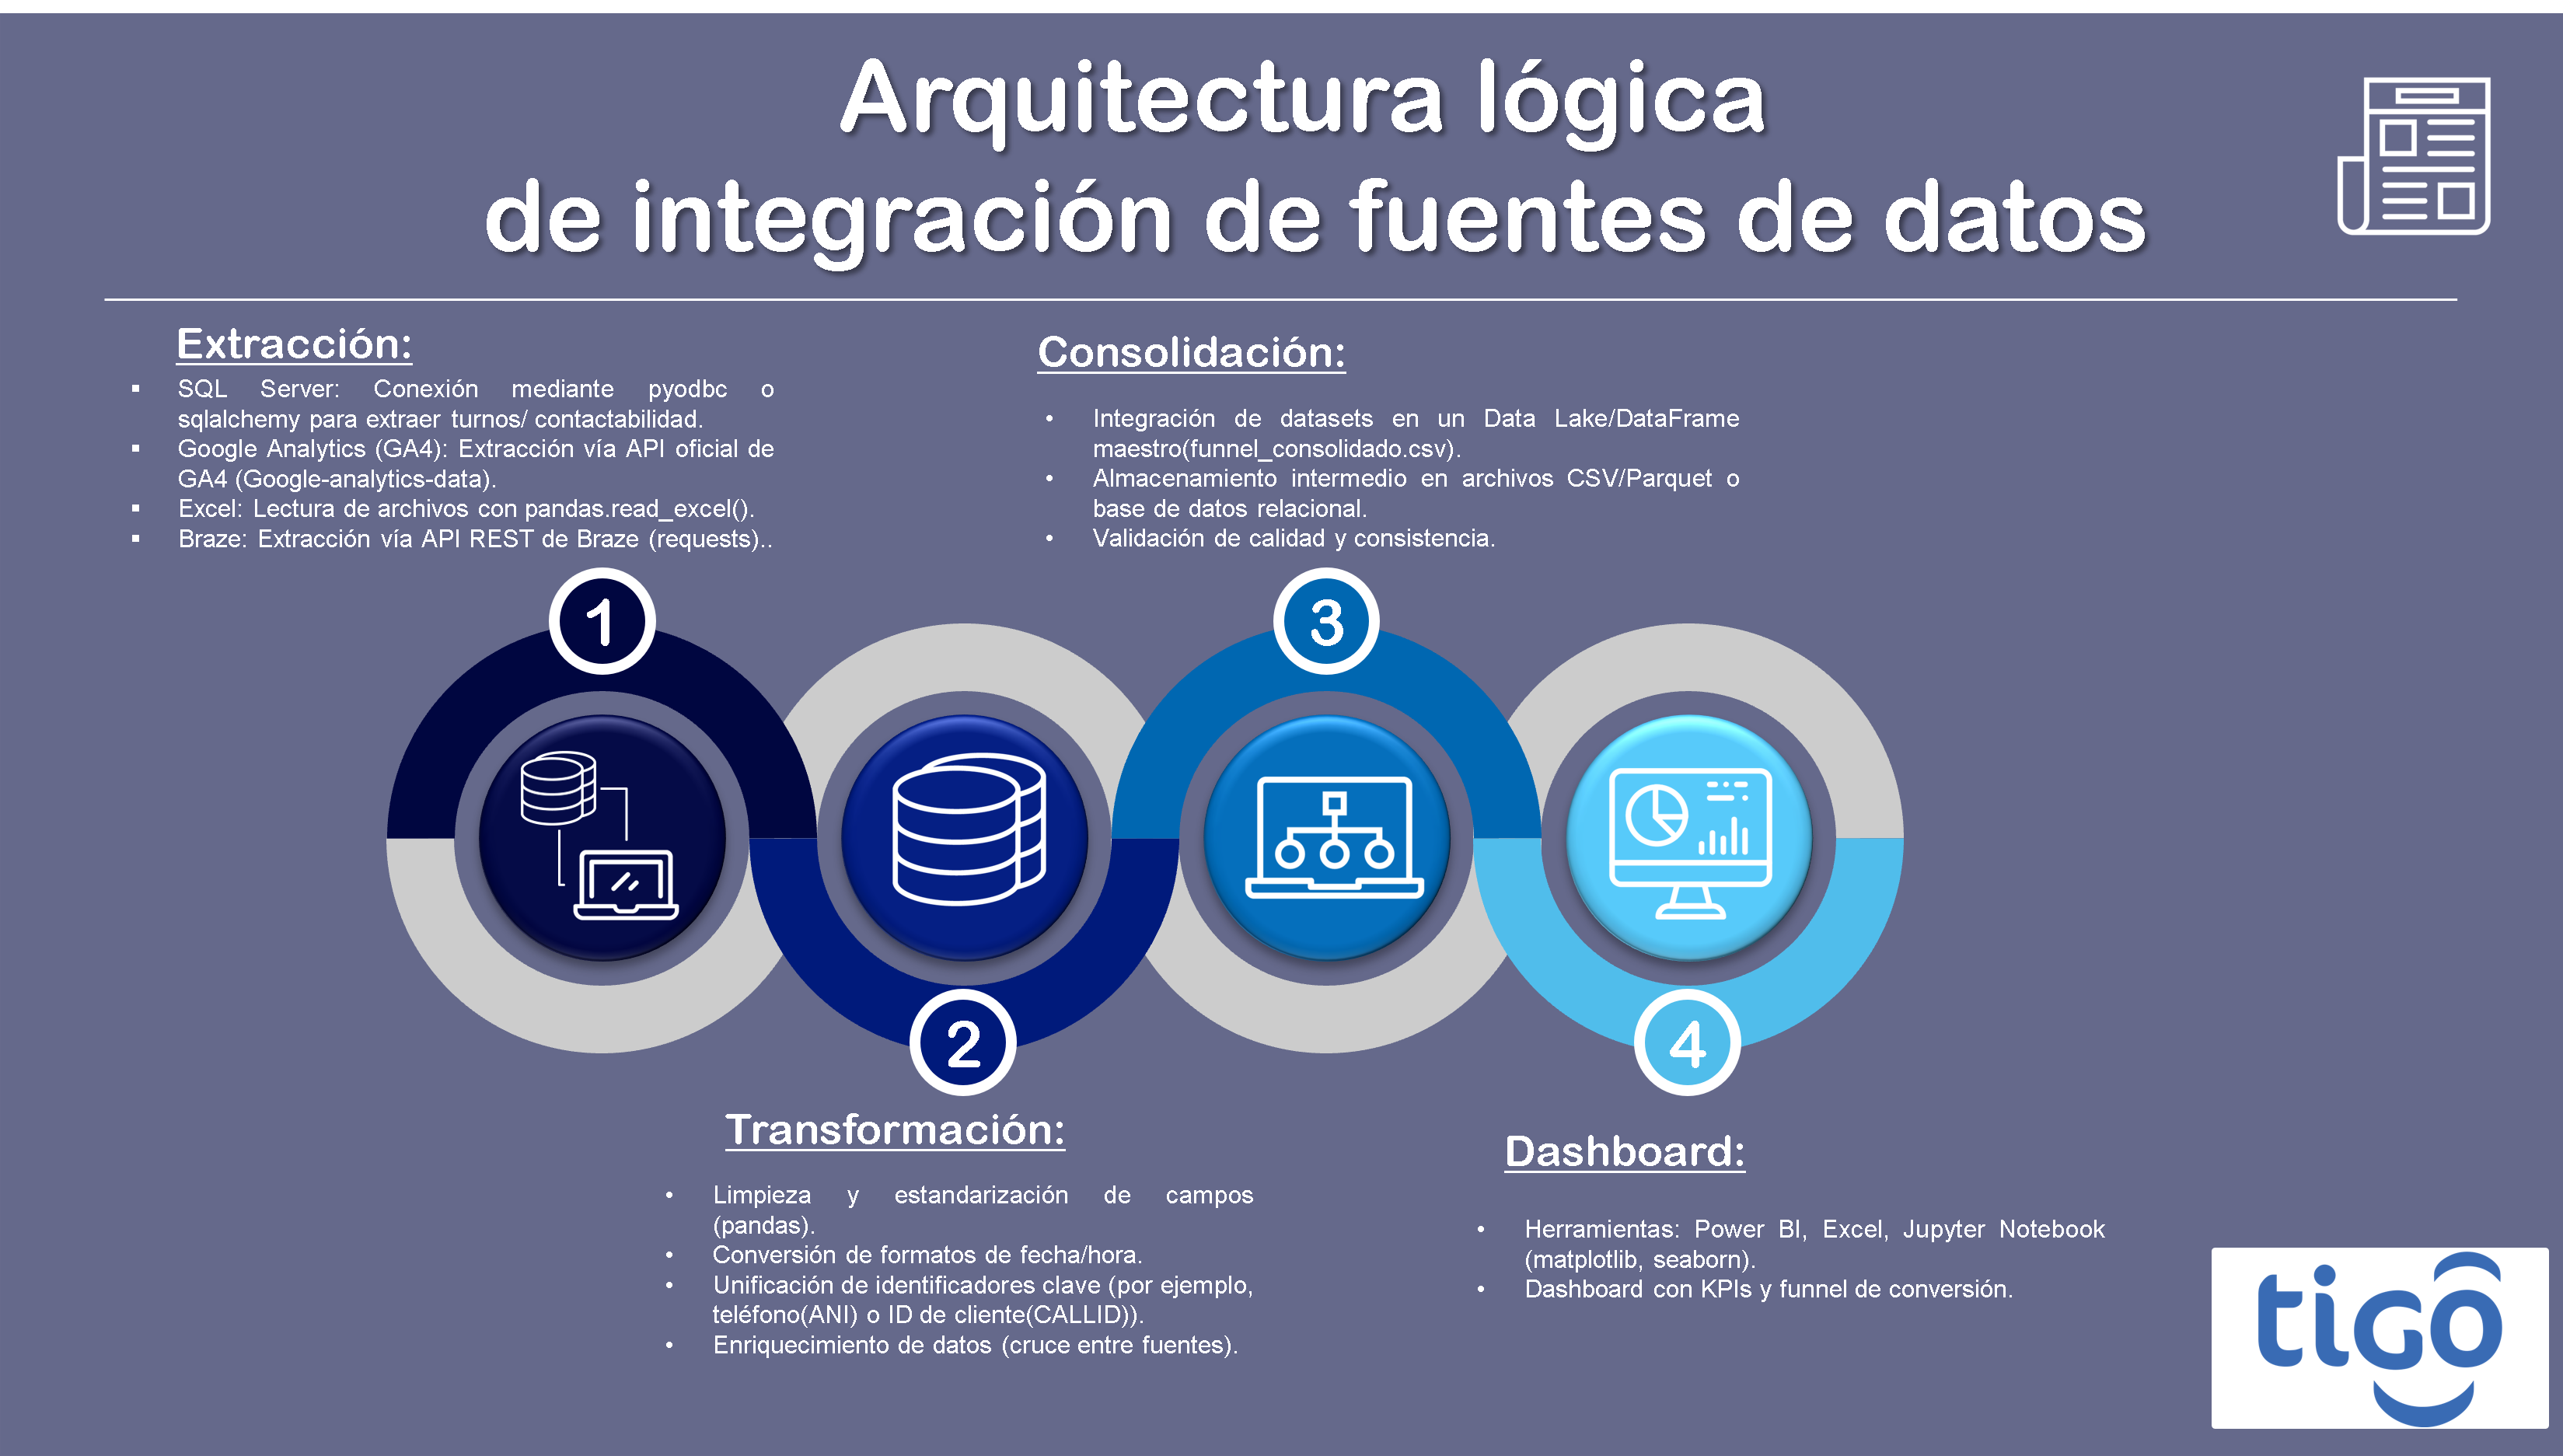 Arquitectura lógica
de integración de fuentes de datos
Extracción:
▪ SQL Server: Conexión mediante pyodbc o
sqlalchemy para extraer turnos/ contactabilidad.
▪ Google Analytics (GA4): Extracción vía API oficial de
GA4 (Google-analytics-data).
▪ Excel: Lectura de archivos con pandas.read_excel().
▪ Braze: Extracción vía API REST de Braze (requests)..
Consolidación:
• Integración de datasets en un Data Lake/DataFrame
maestro(funnel_consolidado.csv).
• Almacenamiento intermedio en archivos CSV/Parquet o
base de datos relacional.
• Validación de calidad y consistencia.
1
3
2
4
Transformación:
• Limpieza y estandarización de campos
(pandas).
• Conversión de formatos de fecha/hora.
• Unificación de identificadores clave (por ejemplo,
teléfono(ANI) o ID de cliente(CALLID)).
• Enriquecimiento de datos (cruce entre fuentes).
Dashboard:
• Herramientas: Power BI, Excel, Jupyter Notebook
(matplotlib, seaborn).
• Dashboard con KPIs y funnel de conversión.
tigo